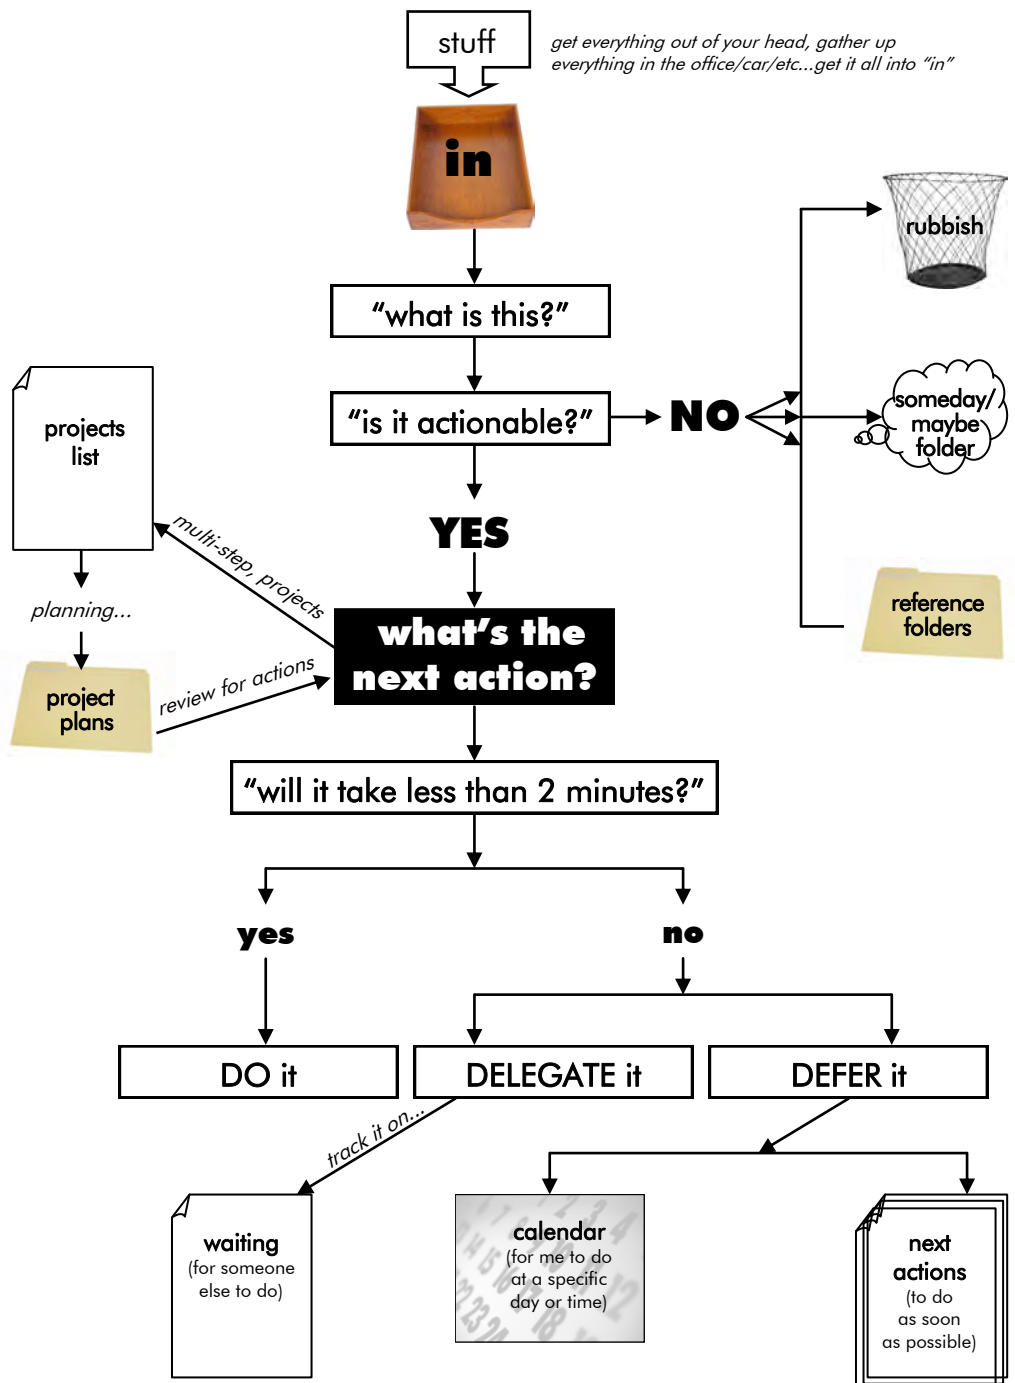 stuff
get everything out of your head, gather up
everything in the office/car/etc...get it all into “in”
in
rubbish
“what is this?”
“is it actionable?”
NO
someday/
maybe
folder
projects
list
YES
multi-step, projects
reference
folders
planning...
what's the
next action?
project
plans
review for actions
“will it take less than 2 minutes?”
yes
no
DO it
DELEGATE it
DEFER it
track it on...
waiting
(for someone
else to do)
calendar
(for me to do
at a specific
day or time)
next
actions
(to do
as soon
as possible)